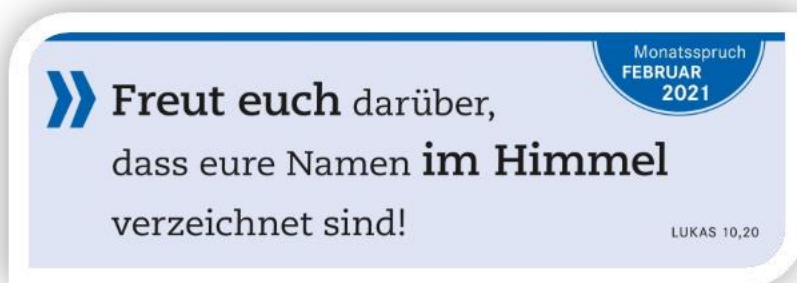 Monatsspruch
FEBRUAR
2021
Freut euch darüber,
dass eure Namen im Himmel
verzeichnet sind!
LUKAS 10,20